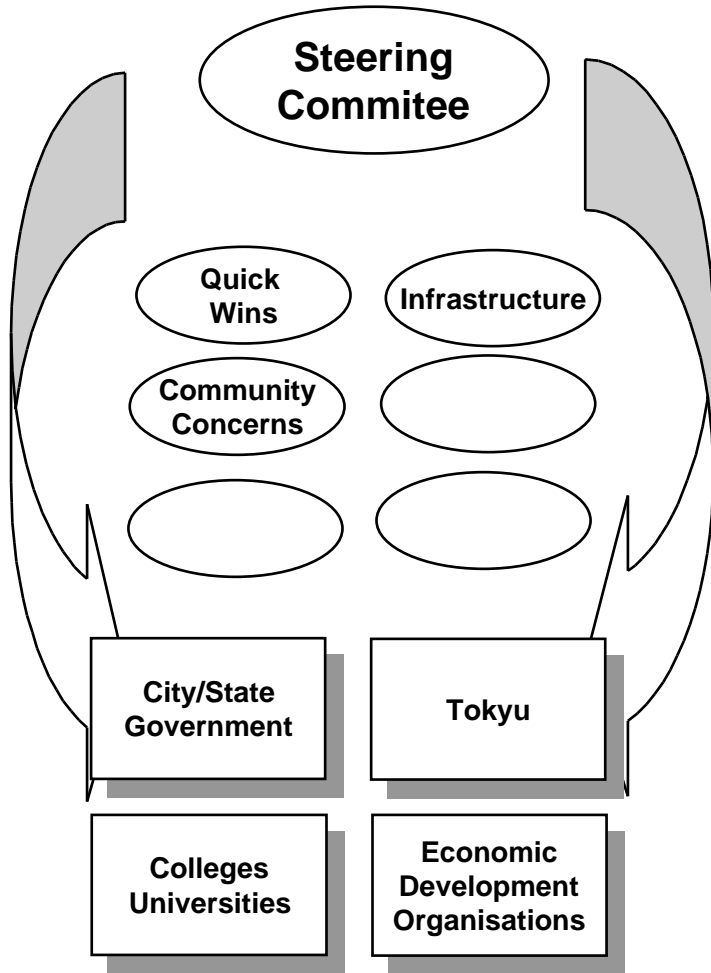 Steering
Commitee
Quick
Wins
Infrastructure
Community
Concerns
City/State
Government
Tokyu
Colleges
Universities
Economic
Development
Organisations